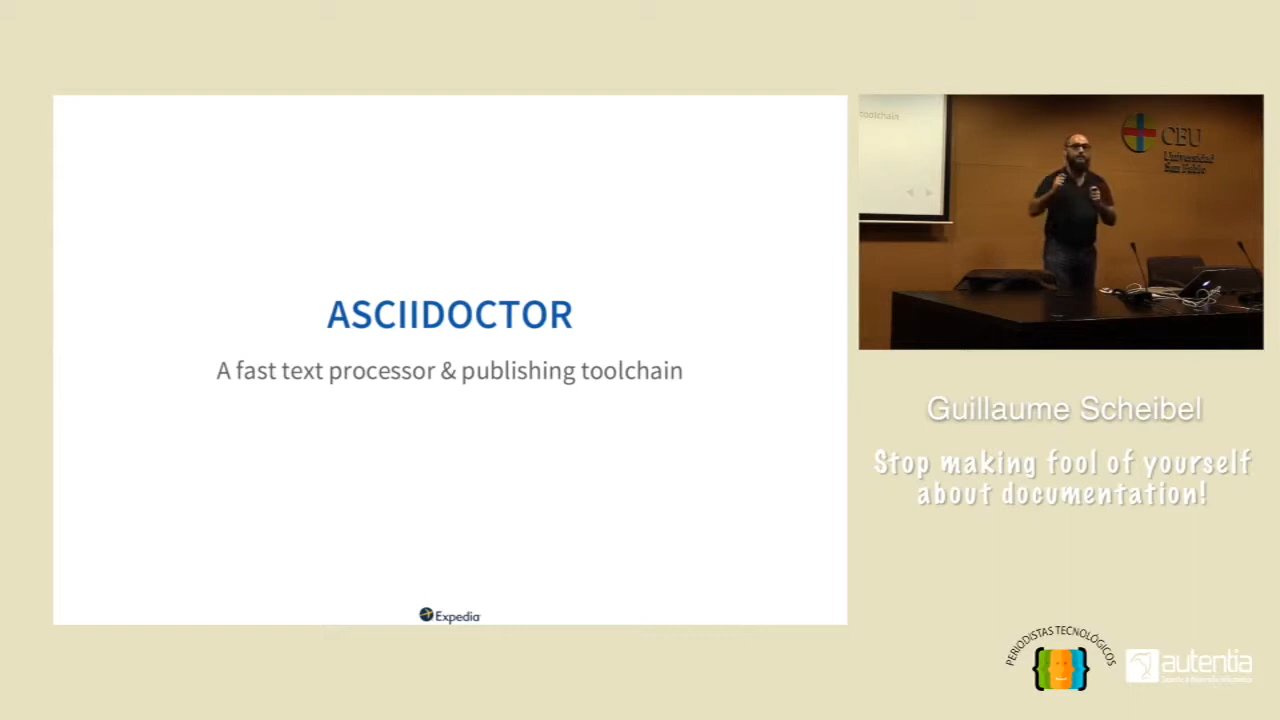 ASCIIDOCTOR
A fast text processor & publishing toolchain
Expedia
toolchain
CEU
Universidad
San Pablo
Guillaume Scheibel
Stop making fool of yourself
about documentation!
PERIODISTAS TECNOLÓGICOS
autentia